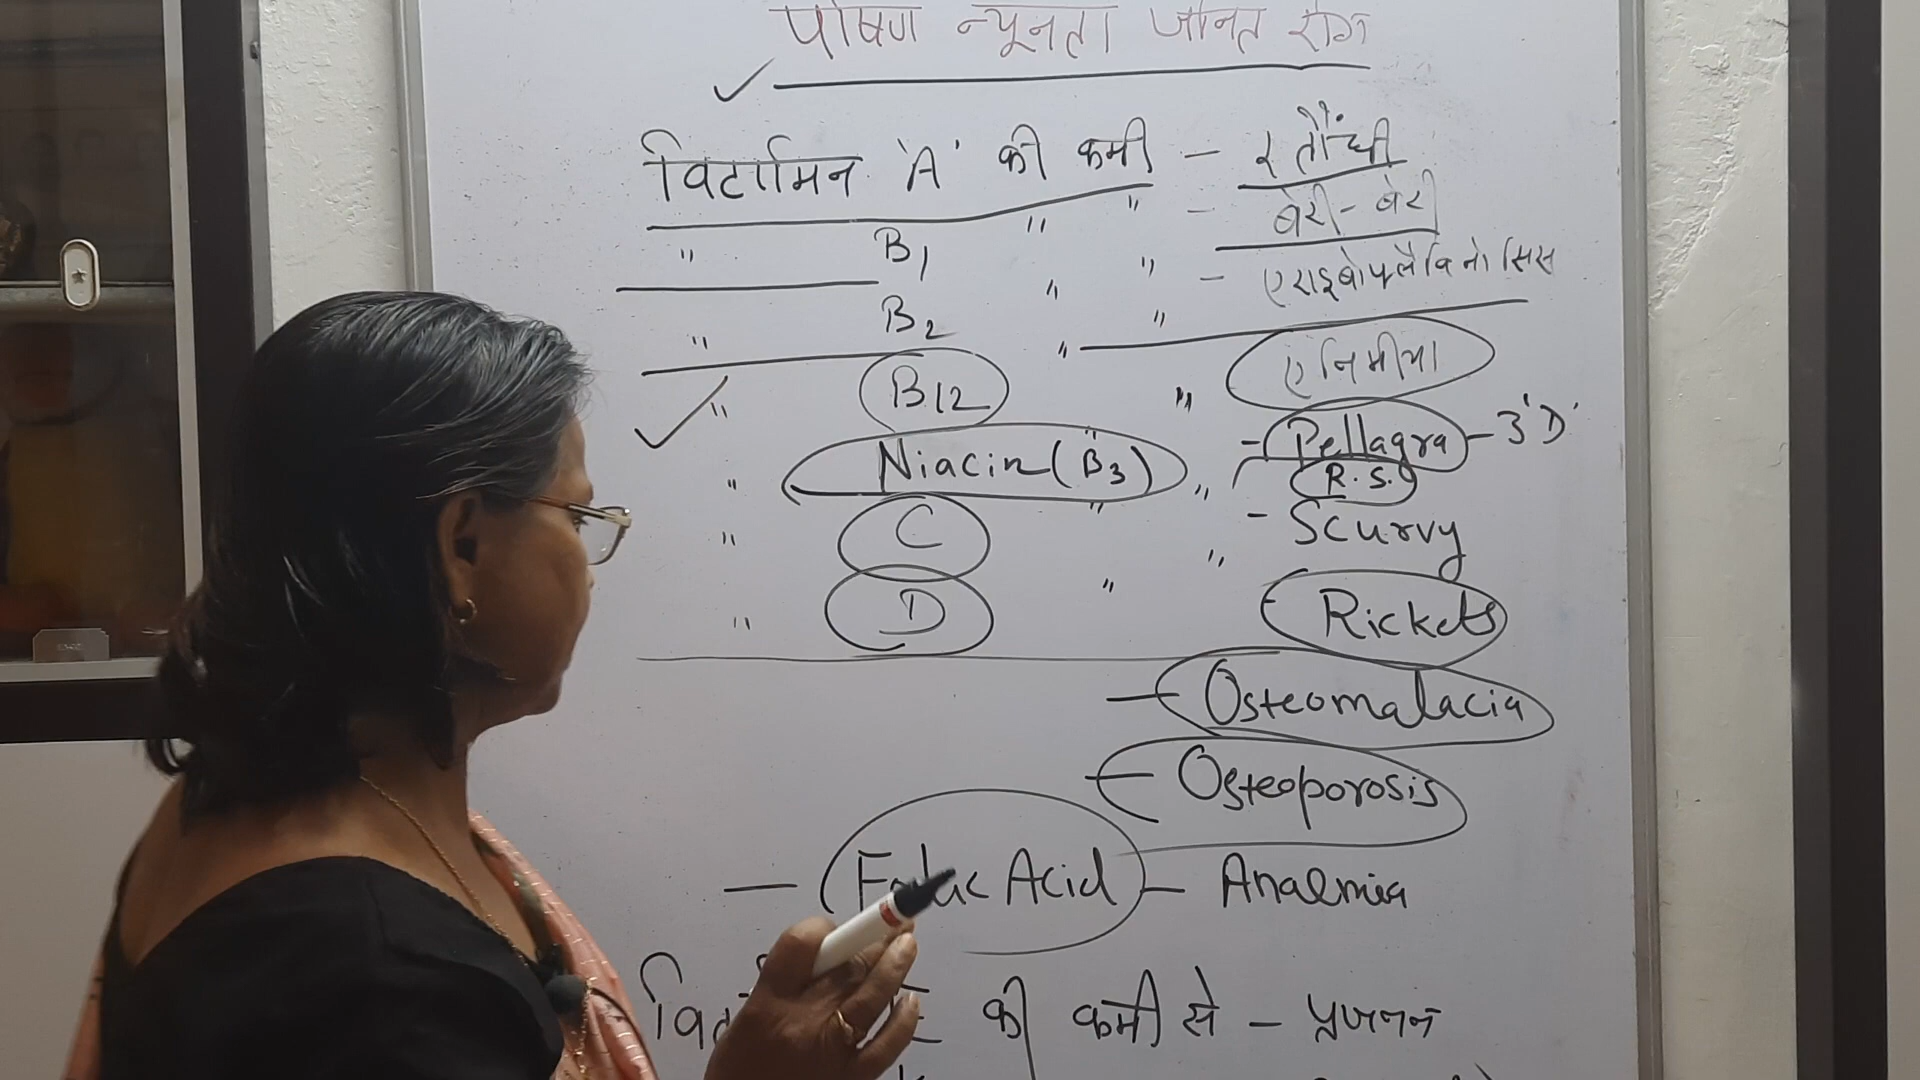 पोषण न्यूनता जनित रोग
विटामिन 'A' की कमी - रतौंधी
" B1 " " - बेरी-बेरी
" B2 " " - एराइबोफ्लैविनोसिस
" B12 " " एनिमीया
" Niacin (B3) " " - Pellagra - 3'D'
R.S.
" C " " - Scurvy
" D " " - Rickets
- Osteomalacia
- Osteoporosis
- Folic Acid - Anaemia
की कमी से - प्रजनन